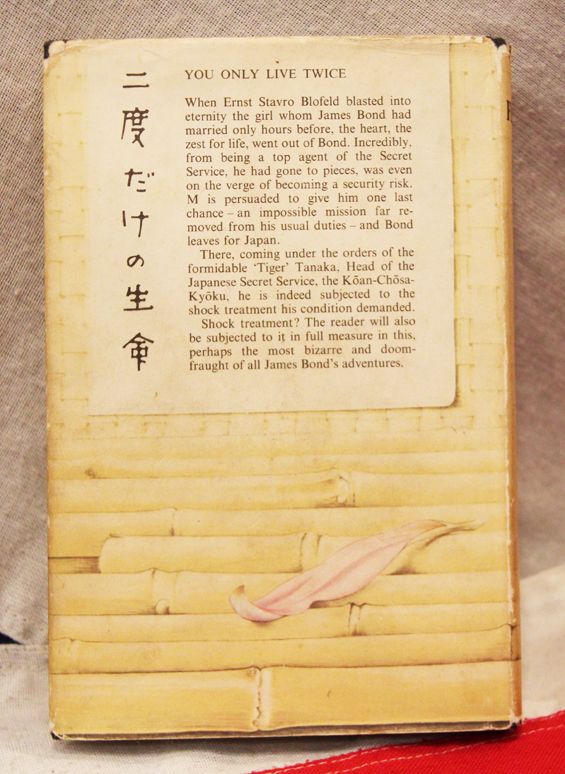 二度だけの生命
YOU ONLY LIVE TWICE
When Ernst Stavro Blofeld blasted into
eternity the girl whom James Bond had
married only hours before, the heart, the
zest for life, went out of Bond. Incredibly,
from being a top agent of the Secret
Service, he had gone to pieces, was even
on the verge of becoming a security risk.
M is persuaded to give him one last
chance – an impossible mission far re-
moved from his usual duties – and Bond
leaves for Japan.
There, coming under the orders of the
formidable ‘Tiger’ Tanaka, Head of the
Japanese Secret Service, the Kōan-Chōsa-
Kyōku, he is indeed subjected to the
shock treatment his condition demanded.
Shock treatment? The reader will also
be subjected to it in full measure in this,
perhaps the most bizarre and doom-
fraught of all James Bond’s adventures.